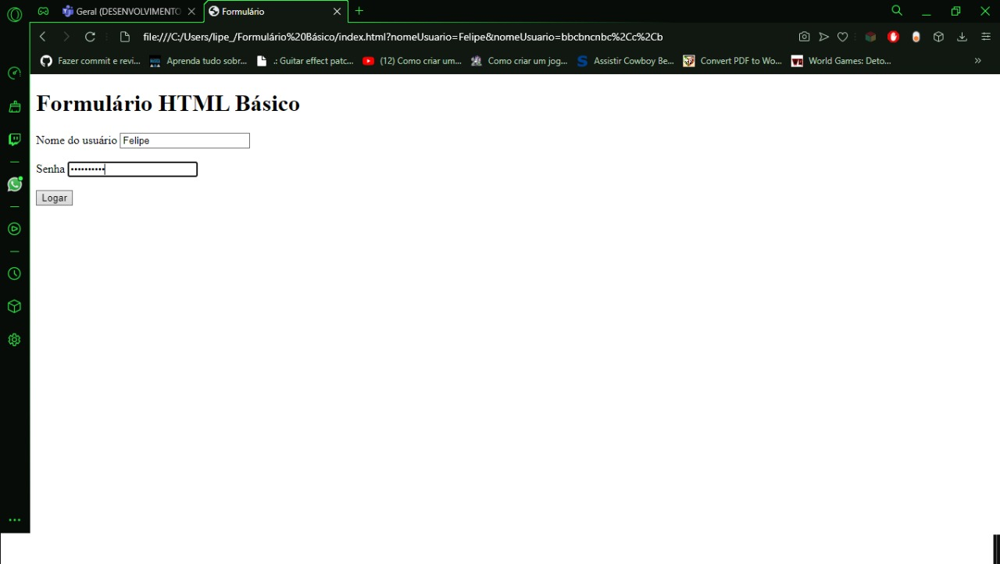 Geral (DESENVOLVIMENTO
Formulário
file:///C:/Users/lipe_/Formulário%20Básico/index.html?nomeUsuario=Felipe&nomeUsuario=bbcbncnbc%2Cc%2Cb
Fazer commit e revi... Aprenda tudo sobr... .: Guitar effect patc... (12) Como criar um... Como criar um jog... Assistir Cowboy Be... Convert PDF to Wo... World Games: Deto... »
Formulário HTML Básico
Nome do usuário Felipe
Senha ••••••••••
Logar